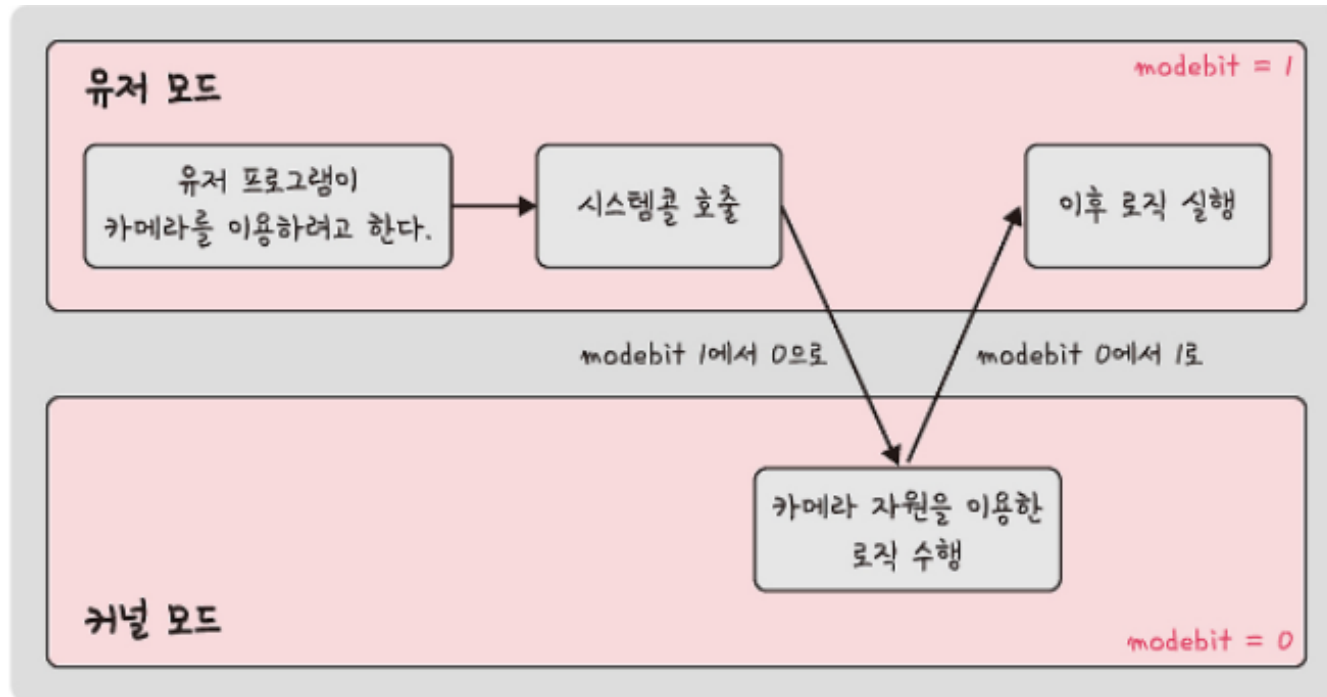 유저 모드
modebit = 1
유저 프로그램이
카메라를 이용하려고 한다.
시스템콜 호출
이후 로직 실행
modebit 1에서 0으로
modebit 0에서 1로
카메라 자원을 이용한
로직 수행
커널 모드
modebit = 0